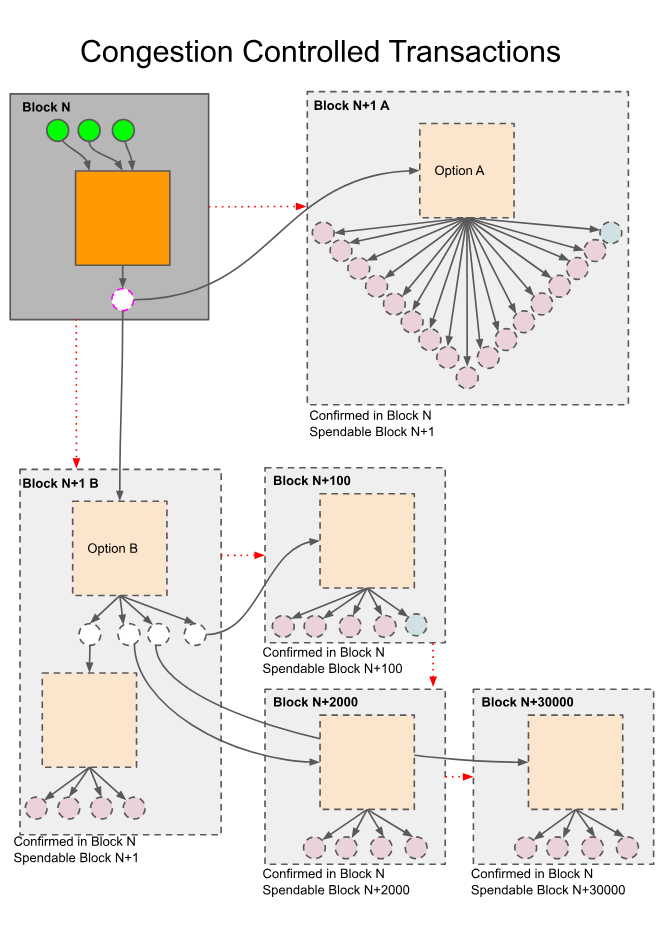 Congestion Controlled Transactions
Block N
Block N+1 A
Option A
Confirmed in Block N
Spendable Block N+1
Block N+1 B
Option B
Confirmed in Block N
Spendable Block N+1
Block N+100
Confirmed in Block N
Spendable Block N+100
Block N+2000
Confirmed in Block N
Spendable Block N+2000
Block N+30000
Confirmed in Block N
Spendable Block N+30000